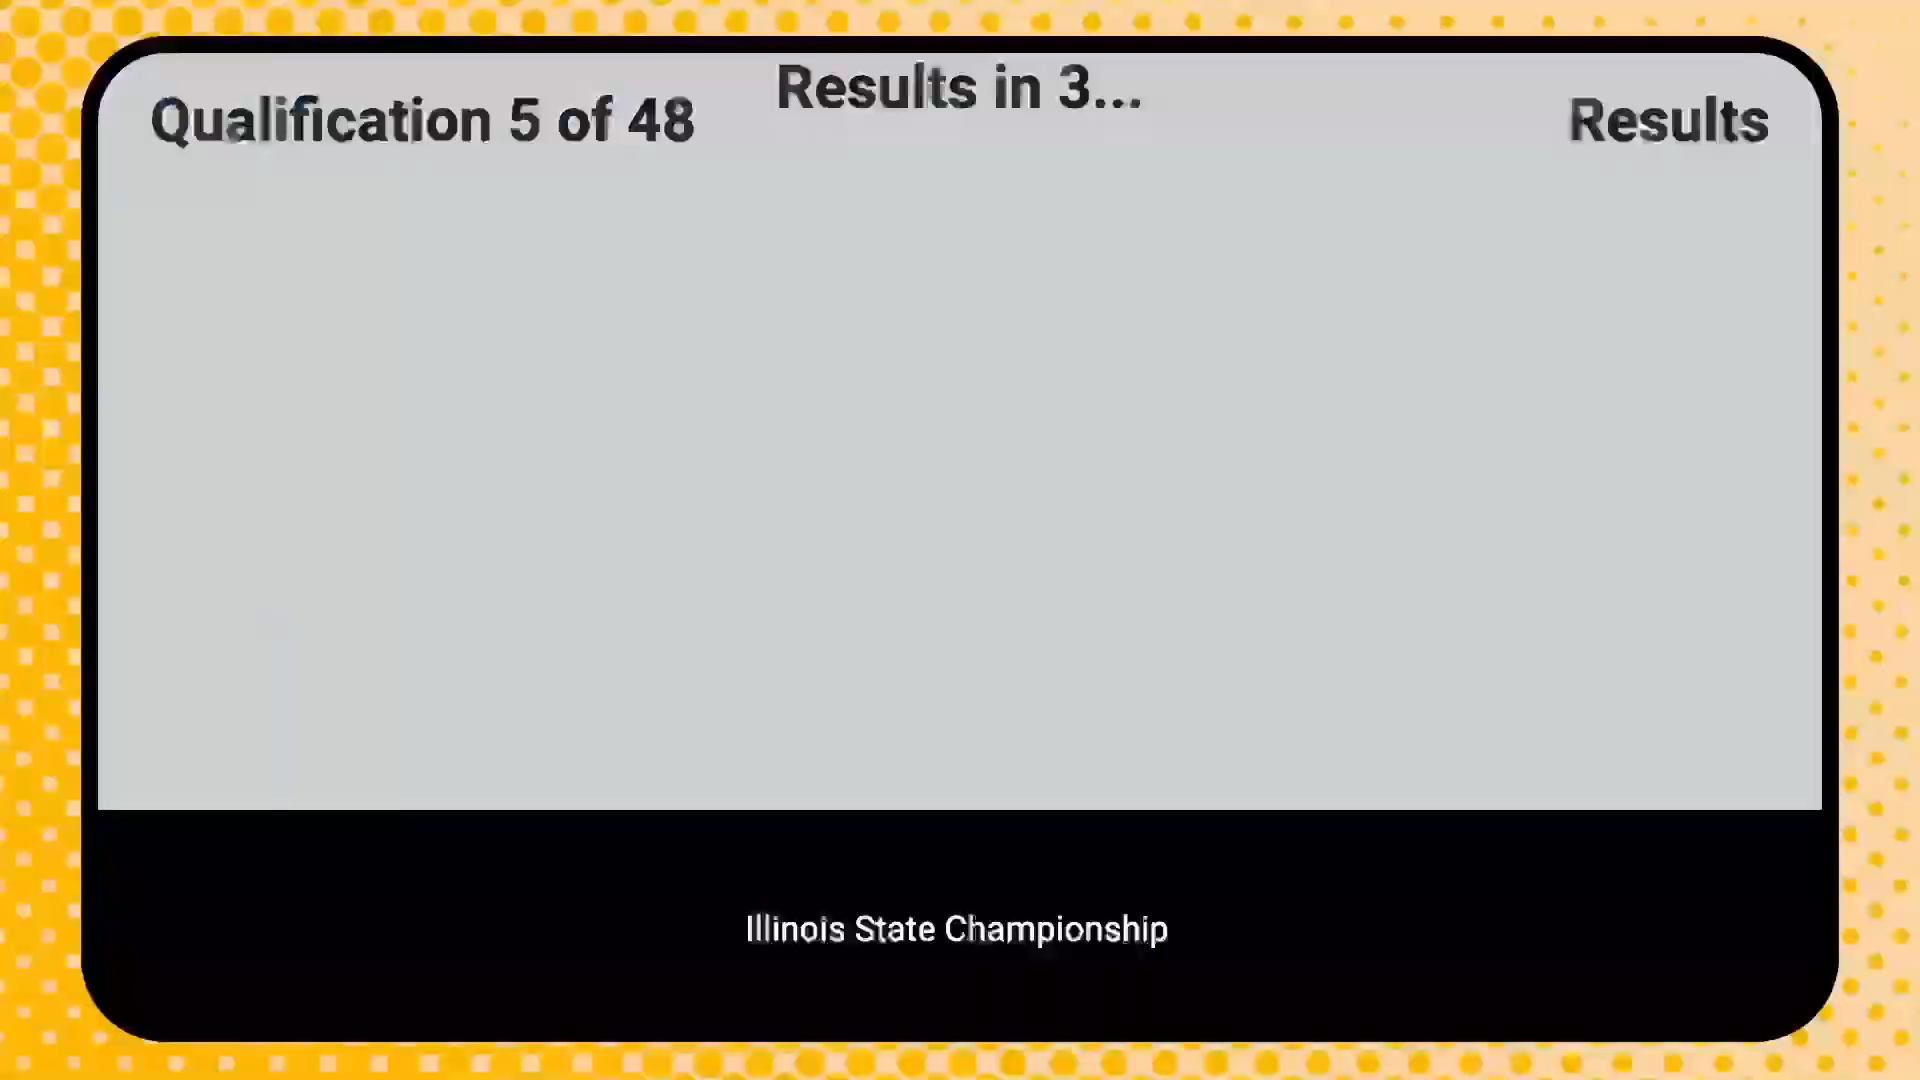 Qualification 5 of 48
Results in 3...
Results
Illinois State Championship